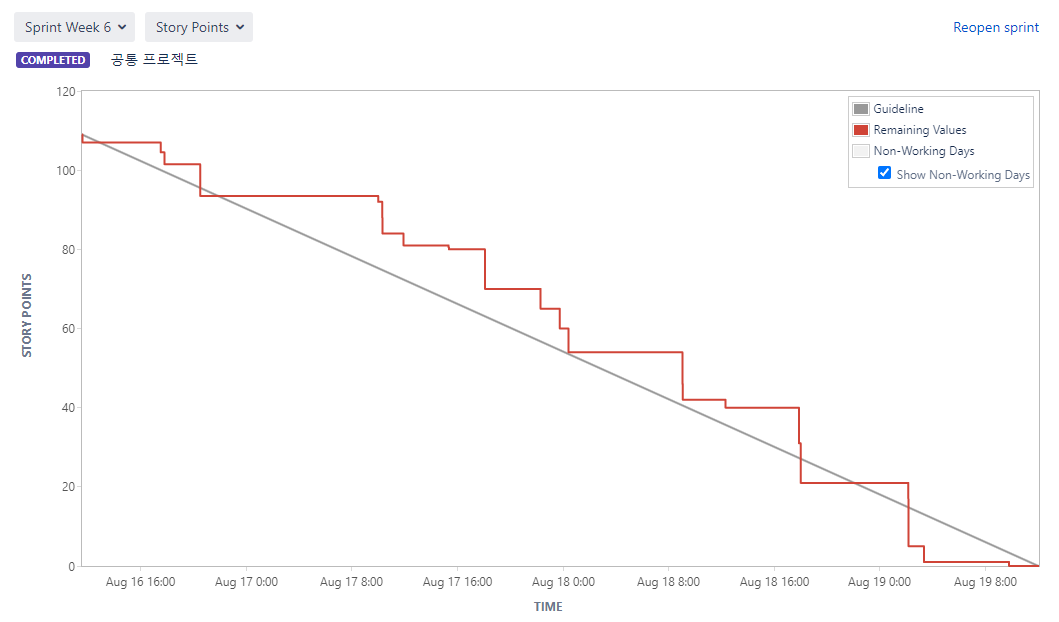 Sprint Week 6 Story Points Reopen sprint
COMPLETED 공통 프로젝트
120
100
80
60
40
20
0
STORY POINTS
Guideline
Remaining Values
Non-Working Days
Show Non-Working Days
Aug 16 16:00 Aug 17 0:00 Aug 17 8:00 Aug 17 16:00 Aug 18 0:00 Aug 18 8:00 Aug 18 16:00 Aug 19 0:00 Aug 19 8:00
TIME